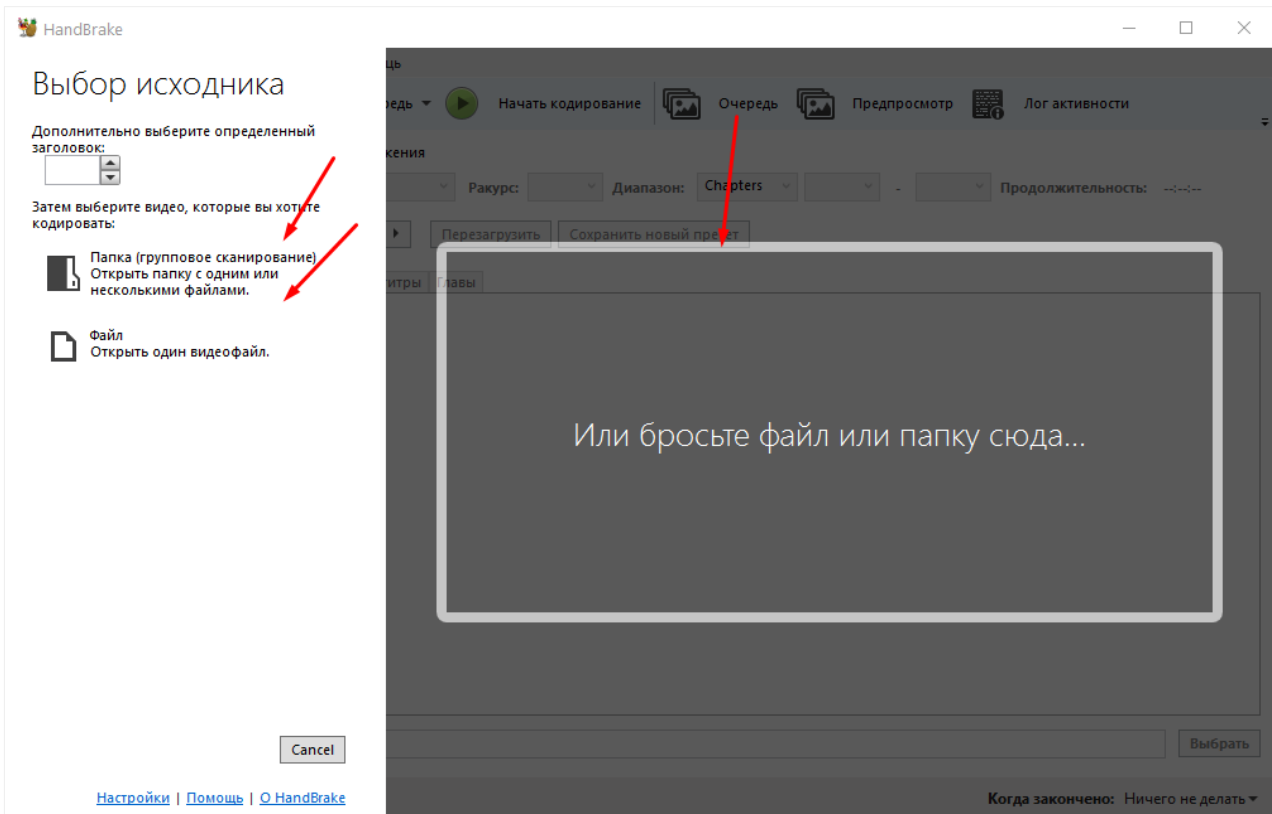 HandBrake
Выбор исходника
Дополнительно выберите определенный
заголовок:
Затем выберите видео, которые вы хотите
кодировать:
Папка (групповое сканирование)
Открыть папку с одним или
несколькими файлами.
Файл
Открыть один видеофайл.
Cancel
Настройки | Помощь | О HandBrake
щь
редь Начать кодирование Очередь Предпросмотр Лог активности
жения
Ракурс: Диапазон: Chapters - Продолжительность: --:--:--
Перезагрузить Сохранить новый пресет
итры Главы
Или бросьте файл или папку сюда...
Выбрать
Когда закончено: Ничего не делать